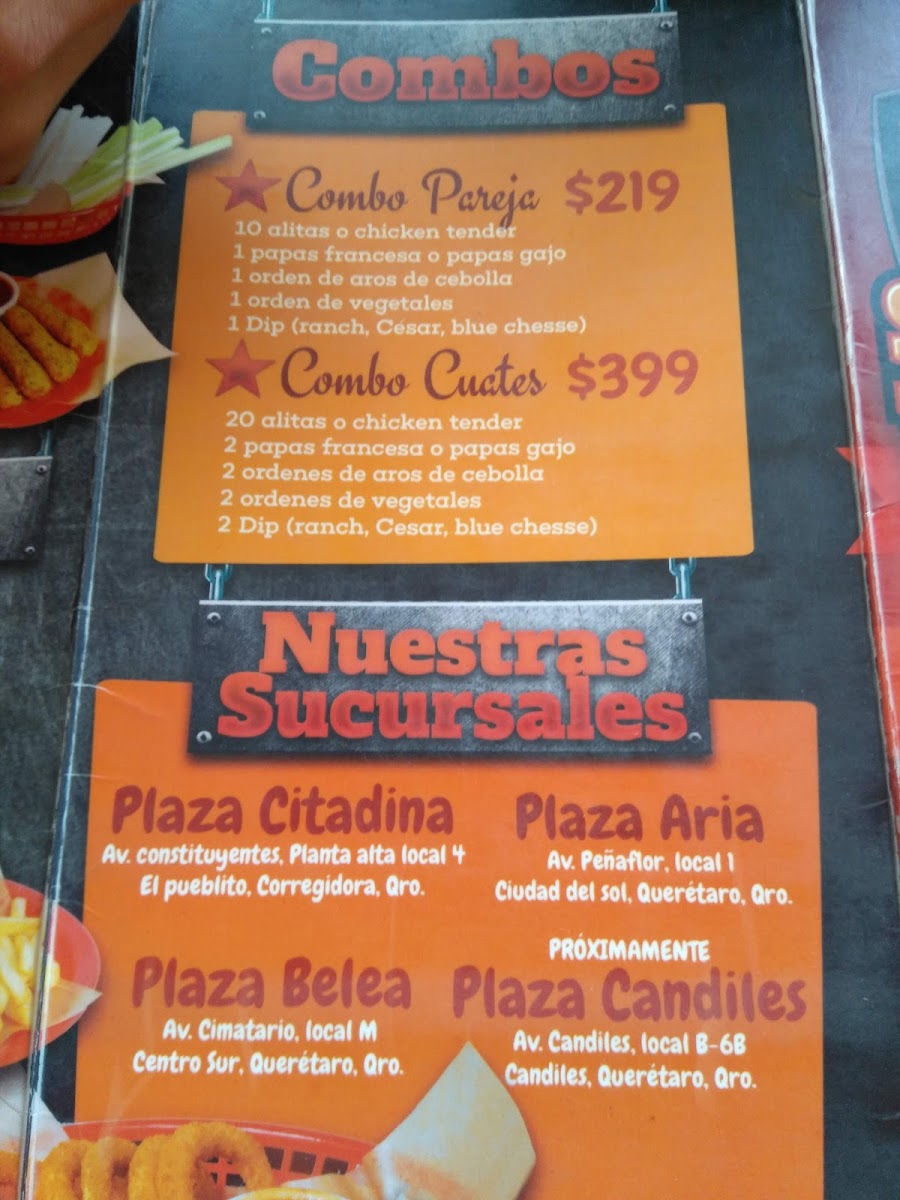 Combos
Combo Pareja $219
10 alitas o chicken tender
1 papas francesa o papas gajo
1 orden de aros de cebolla
1 orden de vegetales
1 Dip (ranch, César, blue chesse)
Combo Cuates $399
20 alitas o chicken tender
2 papas francesa o papas gajo
2 ordenes de aros de cebolla
2 ordenes de vegetales
2 Dip (ranch, Cesar, blue chesse)
Nuestras
Sucursales
Plaza Citadina
Av. constituyentes, Planta alta local 4
El pueblito, Corregidora, Qro.
Plaza Aria
Av. Peñaflor, local 1
Ciudad del sol, Querétaro, Qro.
Plaza Belea
Av. Cimatario, local M
Centro Sur, Querétaro, Qro.
PRÓXIMAMENTE
Plaza Candiles
Av. Candiles, local B-6B
Candiles, Querétaro, Qro.